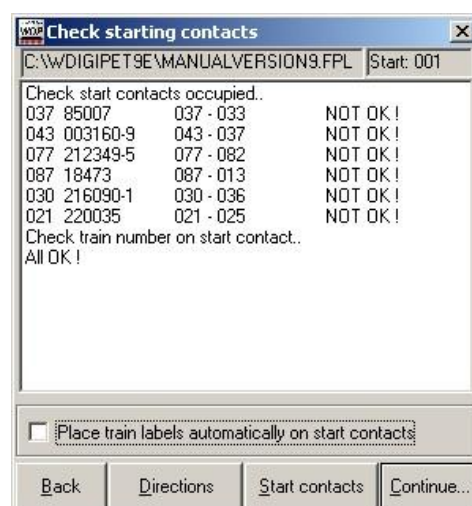 WDP Check starting contacts
C:\WDIGIPET9E\MANUALVERSION9.FPL Start: 001
Check start contacts occupied..
037 85007 037 - 033 NOT OK !
043 003160-9 043 - 037 NOT OK !
077 212349-5 077 - 082 NOT OK !
087 18473 087 - 013 NOT OK !
030 216090-1 030 - 036 NOT OK !
021 220035 021 - 025 NOT OK !
Check train number on start contact..
All OK !
Place train labels automatically on start contacts
Back Directions Start contacts Continue...